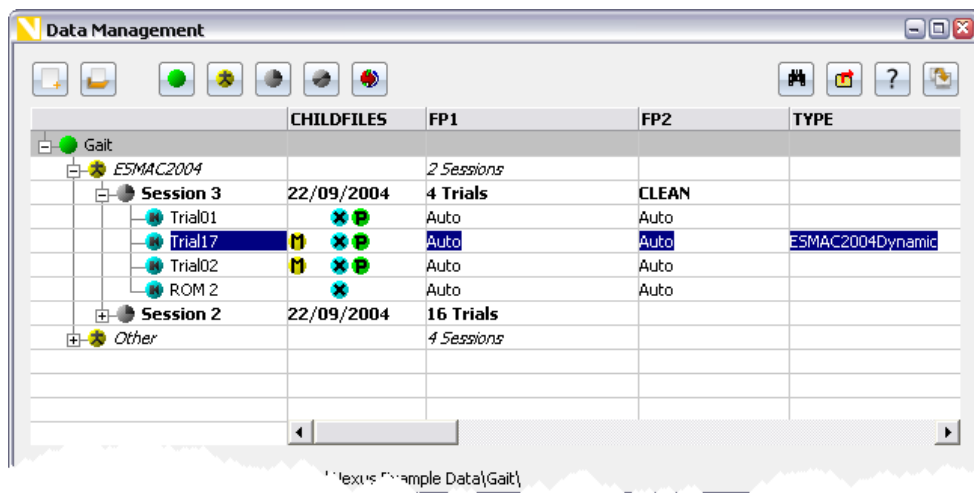 Data Management
?
CHILDFILES FP1 FP2 TYPE
Gait
ESMAC2004 2 Sessions
Session 3 22/09/2004 4 Trials CLEAN
Trial01 X P Auto Auto
Trial17 M X P Auto Auto ESMAC2004Dynamic
Trial02 M X P Auto Auto
ROM 2 X Auto Auto
Session 2 22/09/2004 16 Trials
Other 4 Sessions
Data\Gait\